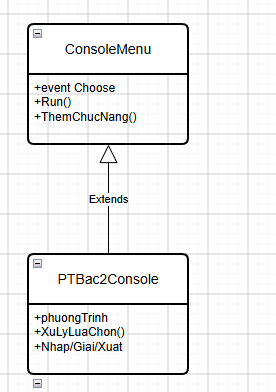 ConsoleMenu
+event Choose
+Run()
+ThemChucNang()
Extends
PTBac2Console
+phuongTrinh
+XuLyLuaChon()
+Nhap/Giai/Xuat